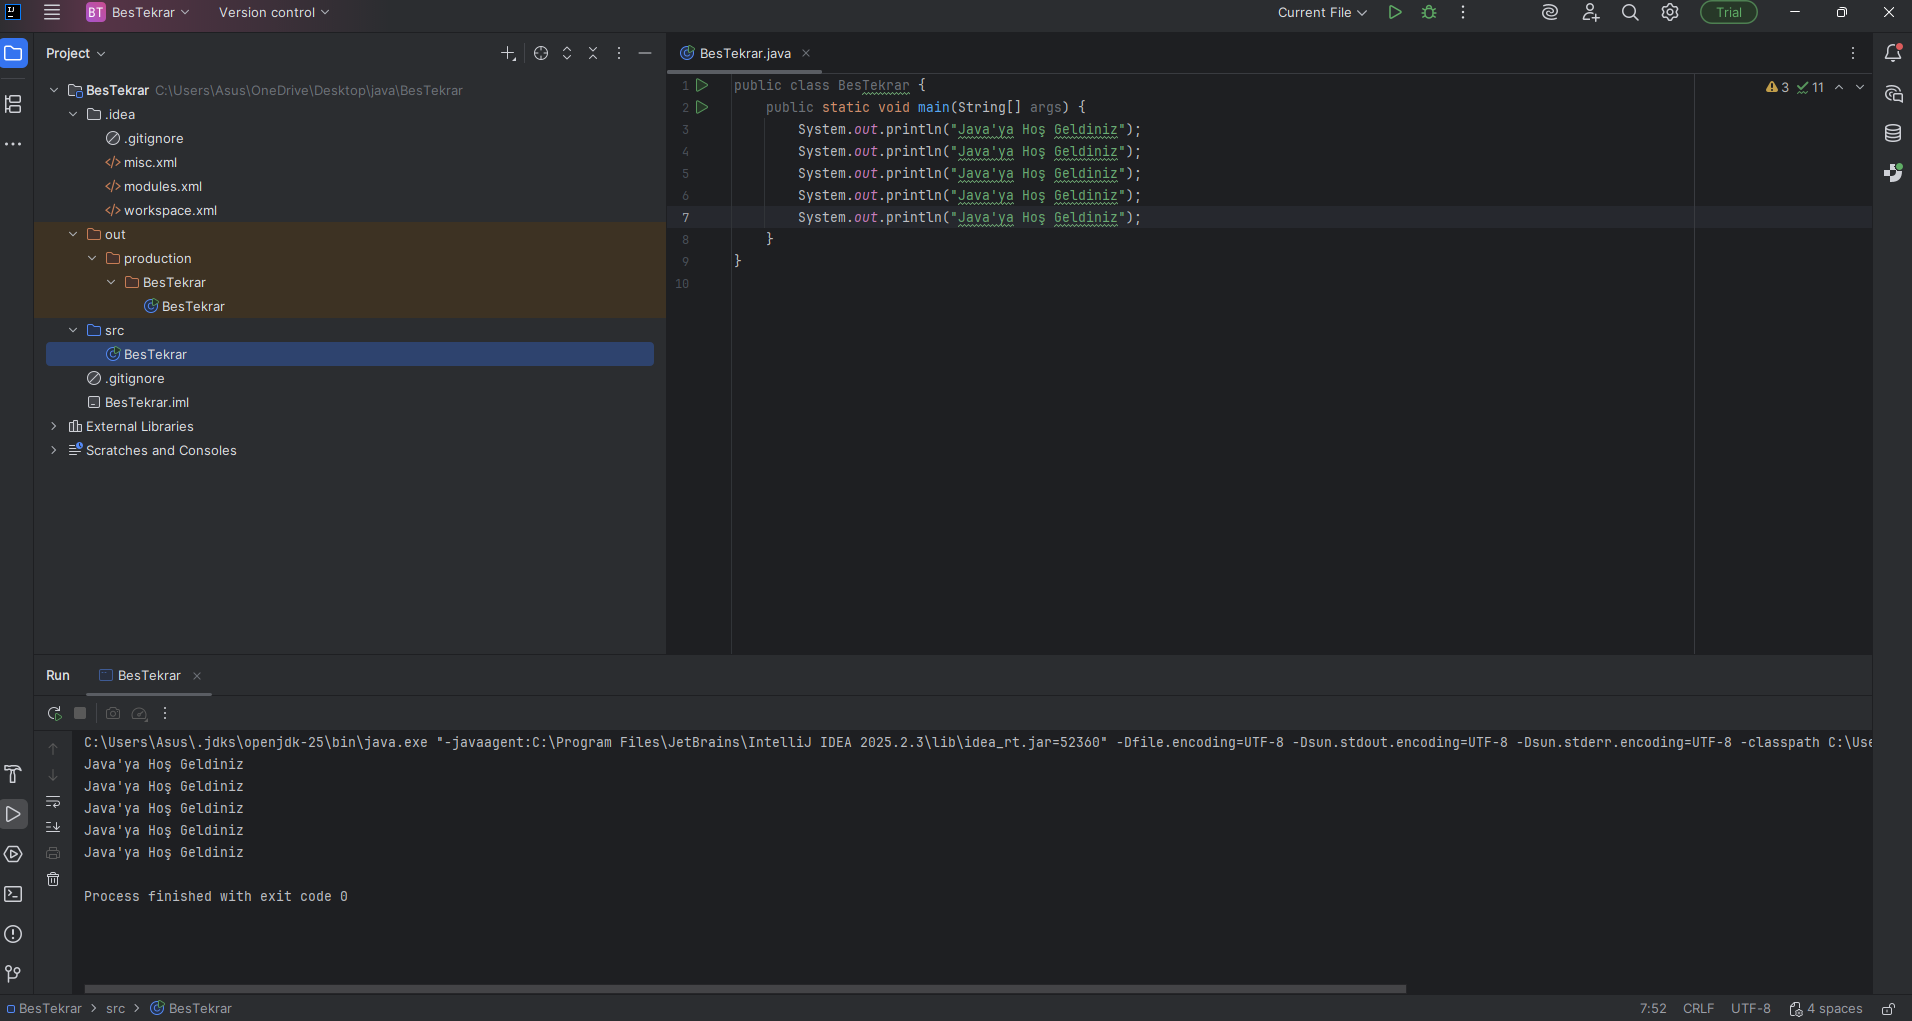 BT BesTekrar Version control Current File Trial
Project
BesTekrar.java
BesTekrar C:\Users\Asus\OneDrive\Desktop\java\BesTekrar
.idea
.gitignore
misc.xml
modules.xml
workspace.xml
out
production
BesTekrar
BesTekrar
src
BesTekrar
.gitignore
BesTekrar.iml
External Libraries
Scratches and Consoles
3 11
1 public class BesTekrar {
2 public static void main(String[] args) {
3 System.out.println("Java'ya Hoş Geldiniz");
4 System.out.println("Java'ya Hoş Geldiniz");
5 System.out.println("Java'ya Hoş Geldiniz");
6 System.out.println("Java'ya Hoş Geldiniz");
7 System.out.println("Java'ya Hoş Geldiniz");
8 }
9 }
10
Run BesTekrar
C:\Users\Asus\.jdks\openjdk-25\bin\java.exe "-javaagent:C:\Program Files\JetBrains\IntelliJ IDEA 2025.2.3\lib\idea_rt.jar=52360" -Dfile.encoding=UTF-8 -Dsun.stdout.encoding=UTF-8 -Dsun.stderr.encoding=UTF-8 -classpath C:\Use
Java'ya Hoş Geldiniz
Java'ya Hoş Geldiniz
Java'ya Hoş Geldiniz
Java'ya Hoş Geldiniz
Java'ya Hoş Geldiniz
Process finished with exit code 0
BesTekrar src BesTekrar 7:52 CRLF UTF-8 4 spaces